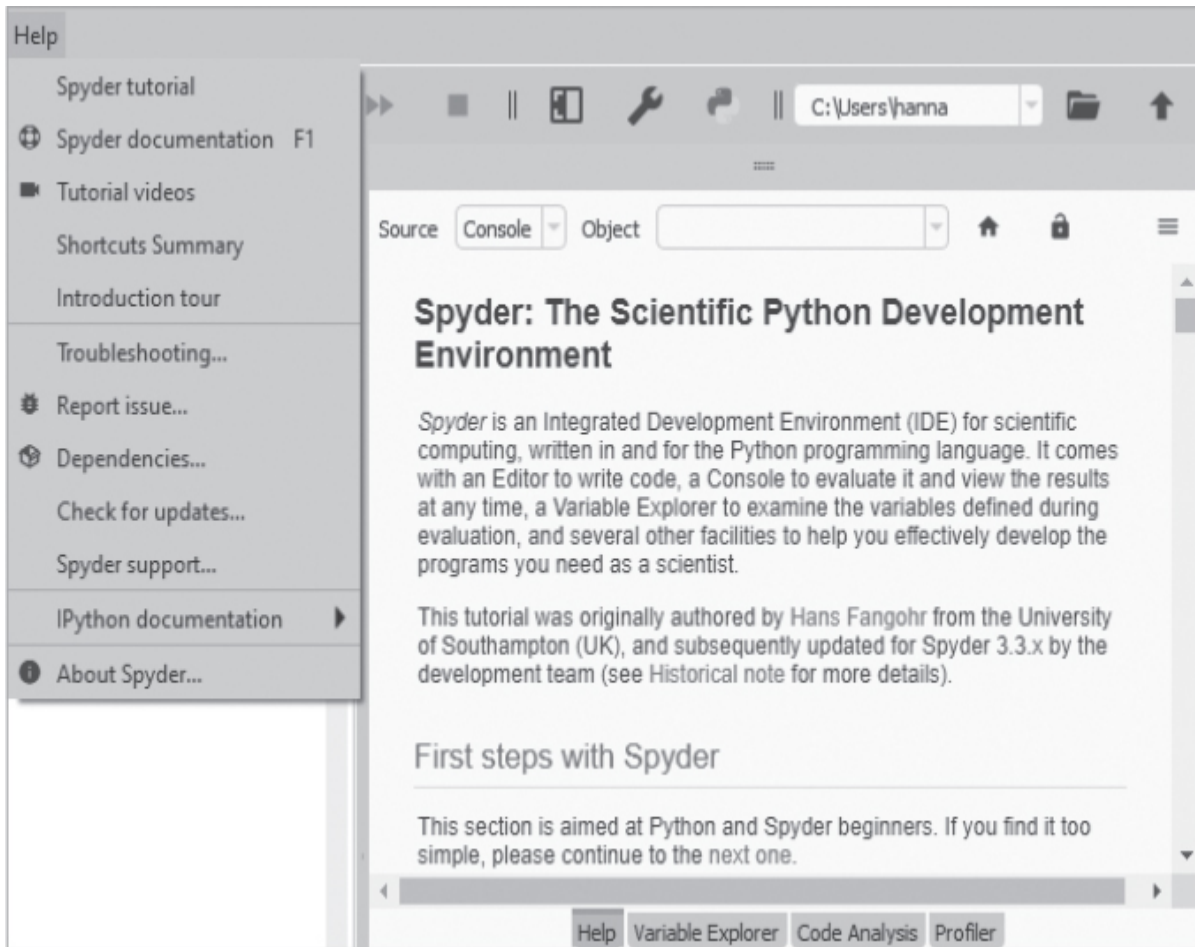 Help
Spyder tutorial
Spyder documentation F1
Tutorial videos
Shortcuts Summary
Introduction tour
Troubleshooting...
Report issue...
Dependencies...
Check for updates...
Spyder support...
IPython documentation
About Spyder...
C:\Users\hanna
Source Console Object
Spyder: The Scientific Python Development
Environment
Spyder is an Integrated Development Environment (IDE) for scientific
computing, written in and for the Python programming language. It comes
with an Editor to write code, a Console to evaluate it and view the results
at any time, a Variable Explorer to examine the variables defined during
evaluation, and several other facilities to help you effectively develop the
programs you need as a scientist.
This tutorial was originally authored by Hans Fangohr from the University
of Southampton (UK), and subsequently updated for Spyder 3.3.x by the
development team (see Historical note for more details).
First steps with Spyder
This section is aimed at Python and Spyder beginners. If you find it too
simple, please continue to the next one.
Help Variable Explorer Code Analysis Profiler